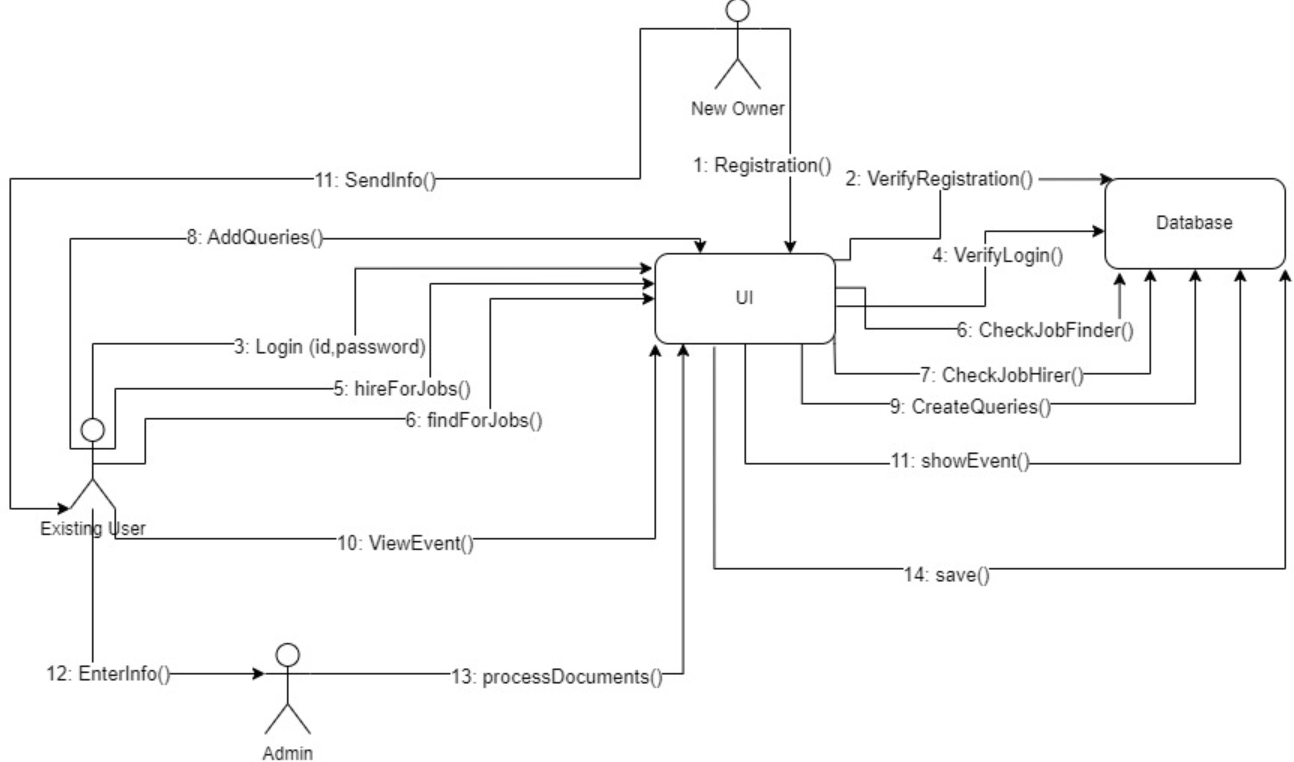 New Owner
1: Registration()
2: VerifyRegistration()
11: SendInfo()
Database
8: AddQueries()
4: VerifyLogin()
UI
6: CheckJobFinder()
3: Login (id,password)
7: CheckJobHirer()
5: hireForJobs()
9: CreateQueries()
6: findForJobs()
11: showEvent()
Existing User
10: ViewEvent()
14: save()
12: EnterInfo()
13: processDocuments()
Admin